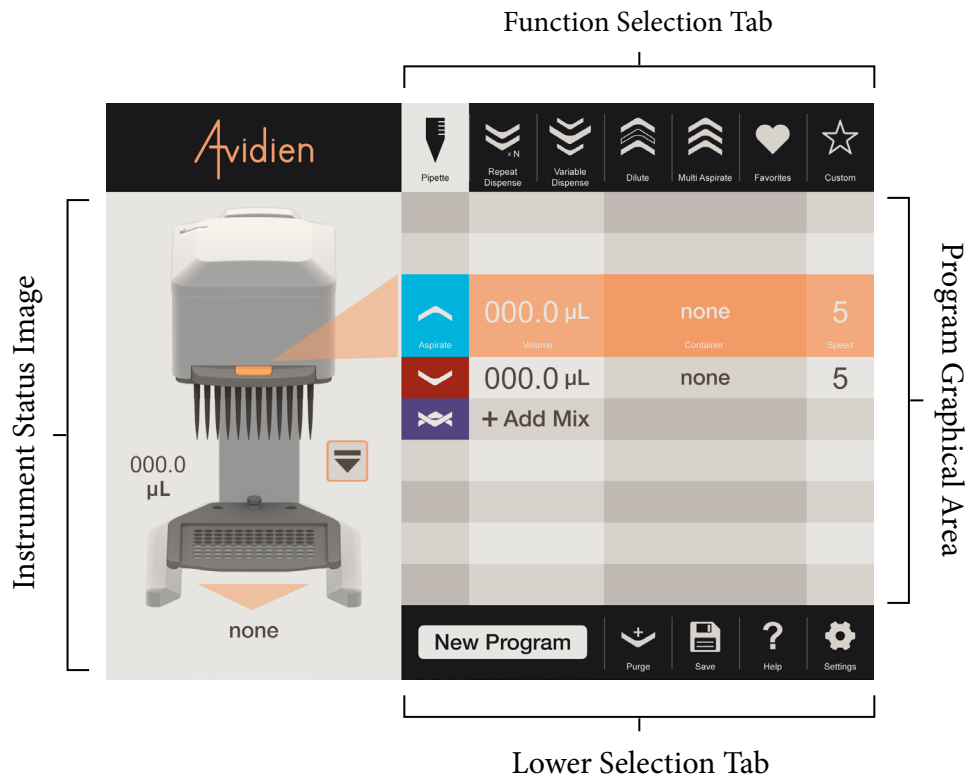 Function Selection Tab
Avidien
Pipette
x N
Repeat
Dispense
Variable
Dispense
Dilute
Multi Aspirate
Favorites
Custom
Instrument Status Image
000.0
µL
none
Aspirate
000.0 µL
Volume
none
Container
5
Speed
000.0 µL
none
5
+ Add Mix
Program Graphical Area
New Program
Purge
Save
? Help
Settings
Lower Selection Tab